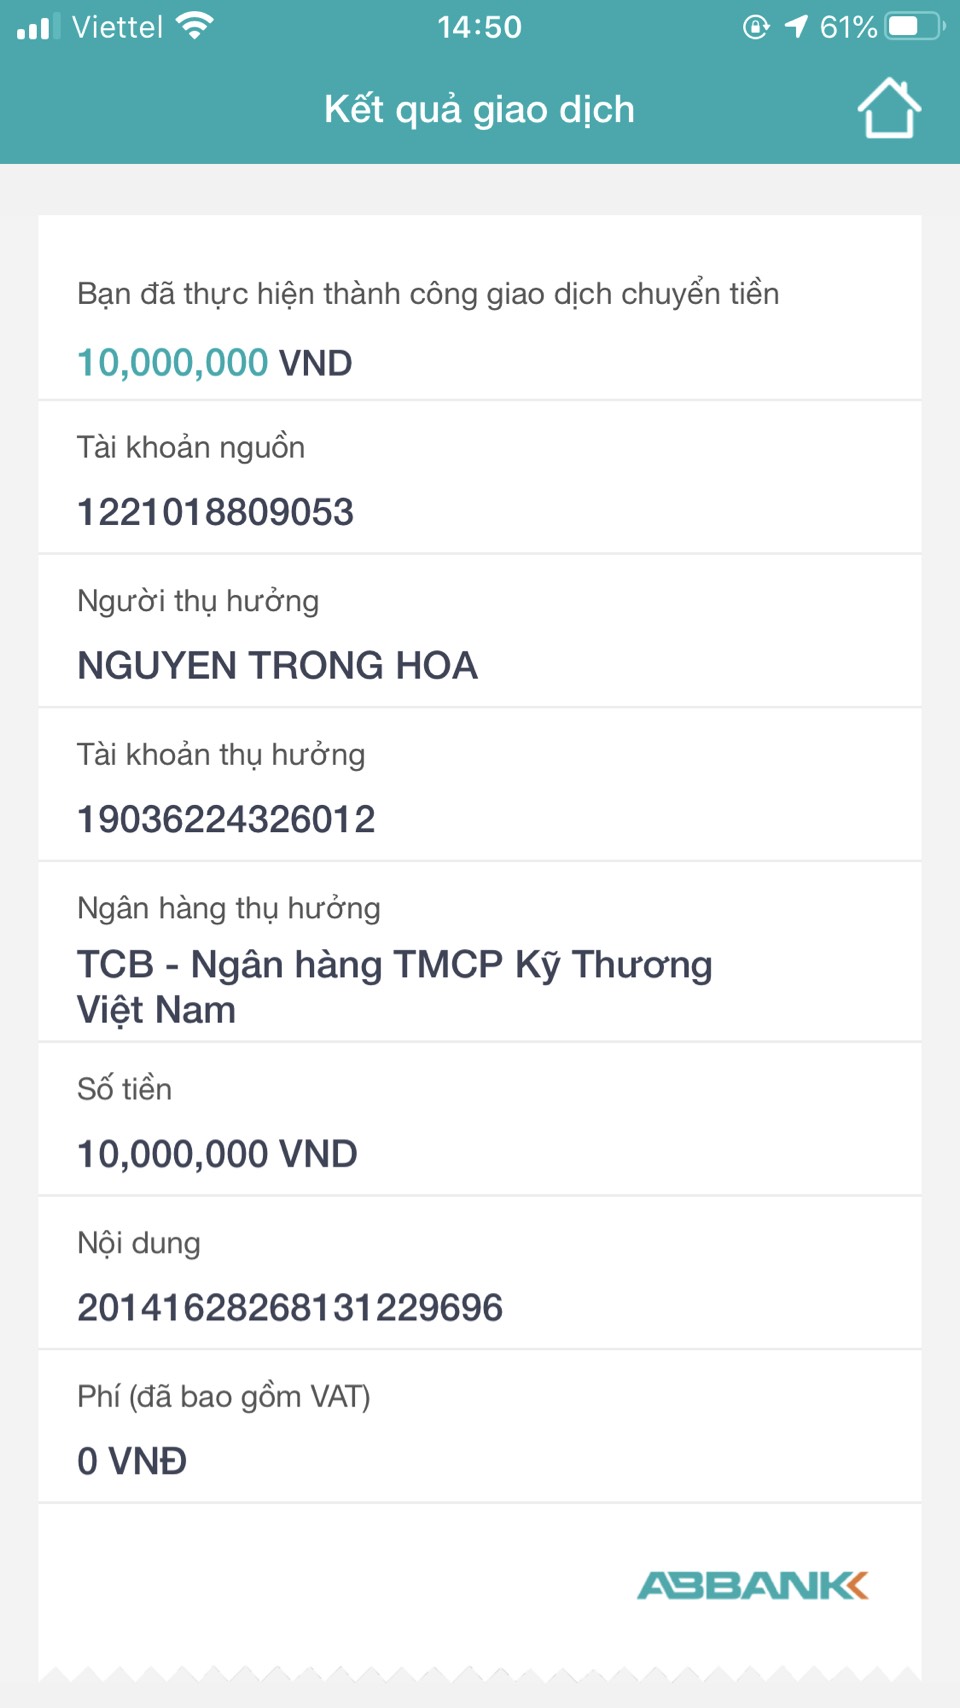 Viettel 14:50 61%
Kết quả giao dịch
Bạn đã thực hiện thành công giao dịch chuyển tiền
10,000,000 VND
Tài khoản nguồn
1221018809053
Người thụ hưởng
NGUYEN TRONG HOA
Tài khoản thụ hưởng
19036224326012
Ngân hàng thụ hưởng
TCB - Ngân hàng TMCP Kỹ Thương
Việt Nam
Số tiền
10,000,000 VND
Nội dung
20141628268131229696
Phí (đã bao gồm VAT)
0 VNĐ
ABBANK